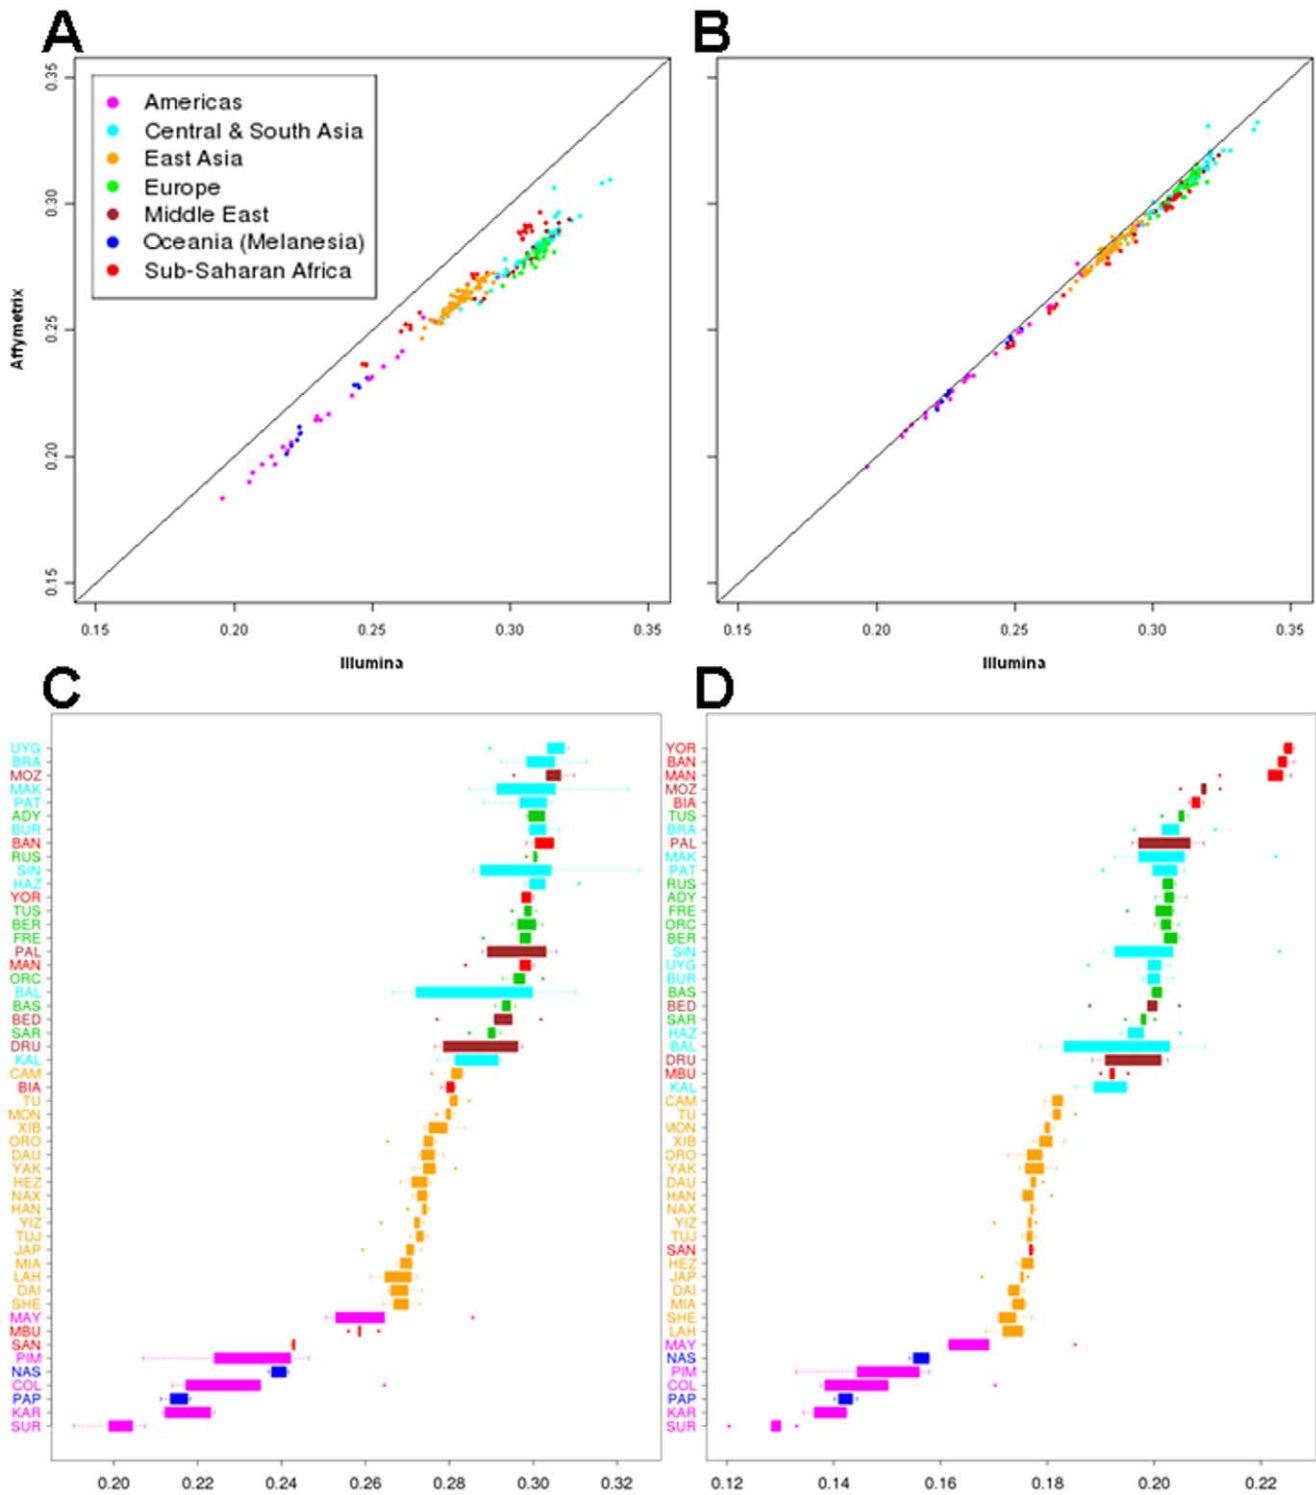 A
B
0.35
0.30
0.25
0.20
0.15
Affymetrix
Americas
Central & South Asia
East Asia
Europe
Middle East
Oceania (Melanesia)
Sub-Saharan Africa
0.15 0.20 0.25 0.30 0.35
Illumina
0.15 0.20 0.25 0.30 0.35
Illumina
C
UYG
BRA
MOZ
MAK
PAT
ADY
BUR
BAN
RUS
SIN
HAZ
YOR
TUS
BER
FRE
PAL
MAN
ORC
BAL
BAS
BED
SAR
DRU
KAL
CAM
BIA
TU
MON
XIB
ORO
DAU
YAK
HEZ
NAX
HAN
YIZ
TUJ
JAP
MIA
LAH
DAI
SHE
MAY
MBU
SAN
PIM
NAS
COL
PAP
KAR
SUR
0.20 0.22 0.24 0.26 0.28 0.30 0.32
D
YOR
BAN
MAN
MOZ
BIA
TUS
BRA
PAL
MAK
PAT
RUS
ADY
FRE
ORC
BER
SIN
UYG
BUR
BAS
BED
SAR
HAZ
BAL
DRU
MBU
KAL
CAM
TU
MON
XIB
ORO
YAK
DAU
HAN
NAX
YIZ
TUJ
SAN
HEZ
JAP
DAI
MIA
SHE
LAH
MAY
NAS
PIM
COL
PAP
KAR
SUR
0.12 0.14 0.16 0.18 0.20 0.22